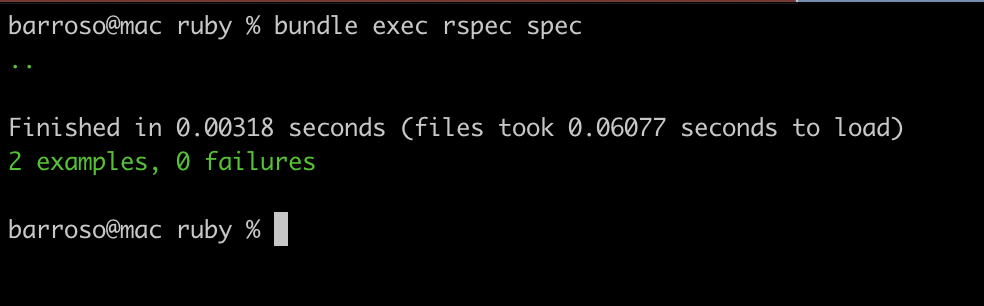 barroso@mac ruby % bundle exec rspec spec
..
Finished in 0.00318 seconds (files took 0.06077 seconds to load)
2 examples, 0 failures
barroso@mac ruby %